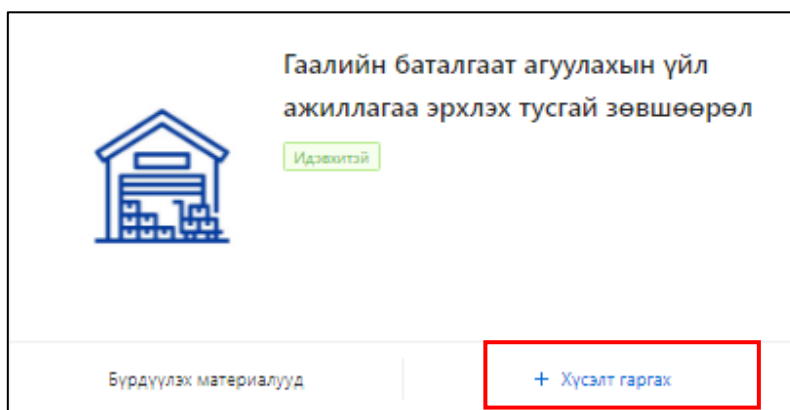 Гаалийн баталгаат агуулахын үйл
ажиллагаа эрхлэх тусгай зөвшөөрөл
Идэвхитэй
Бүрдүүлэх материалууд
+ Хүсэлт гаргах